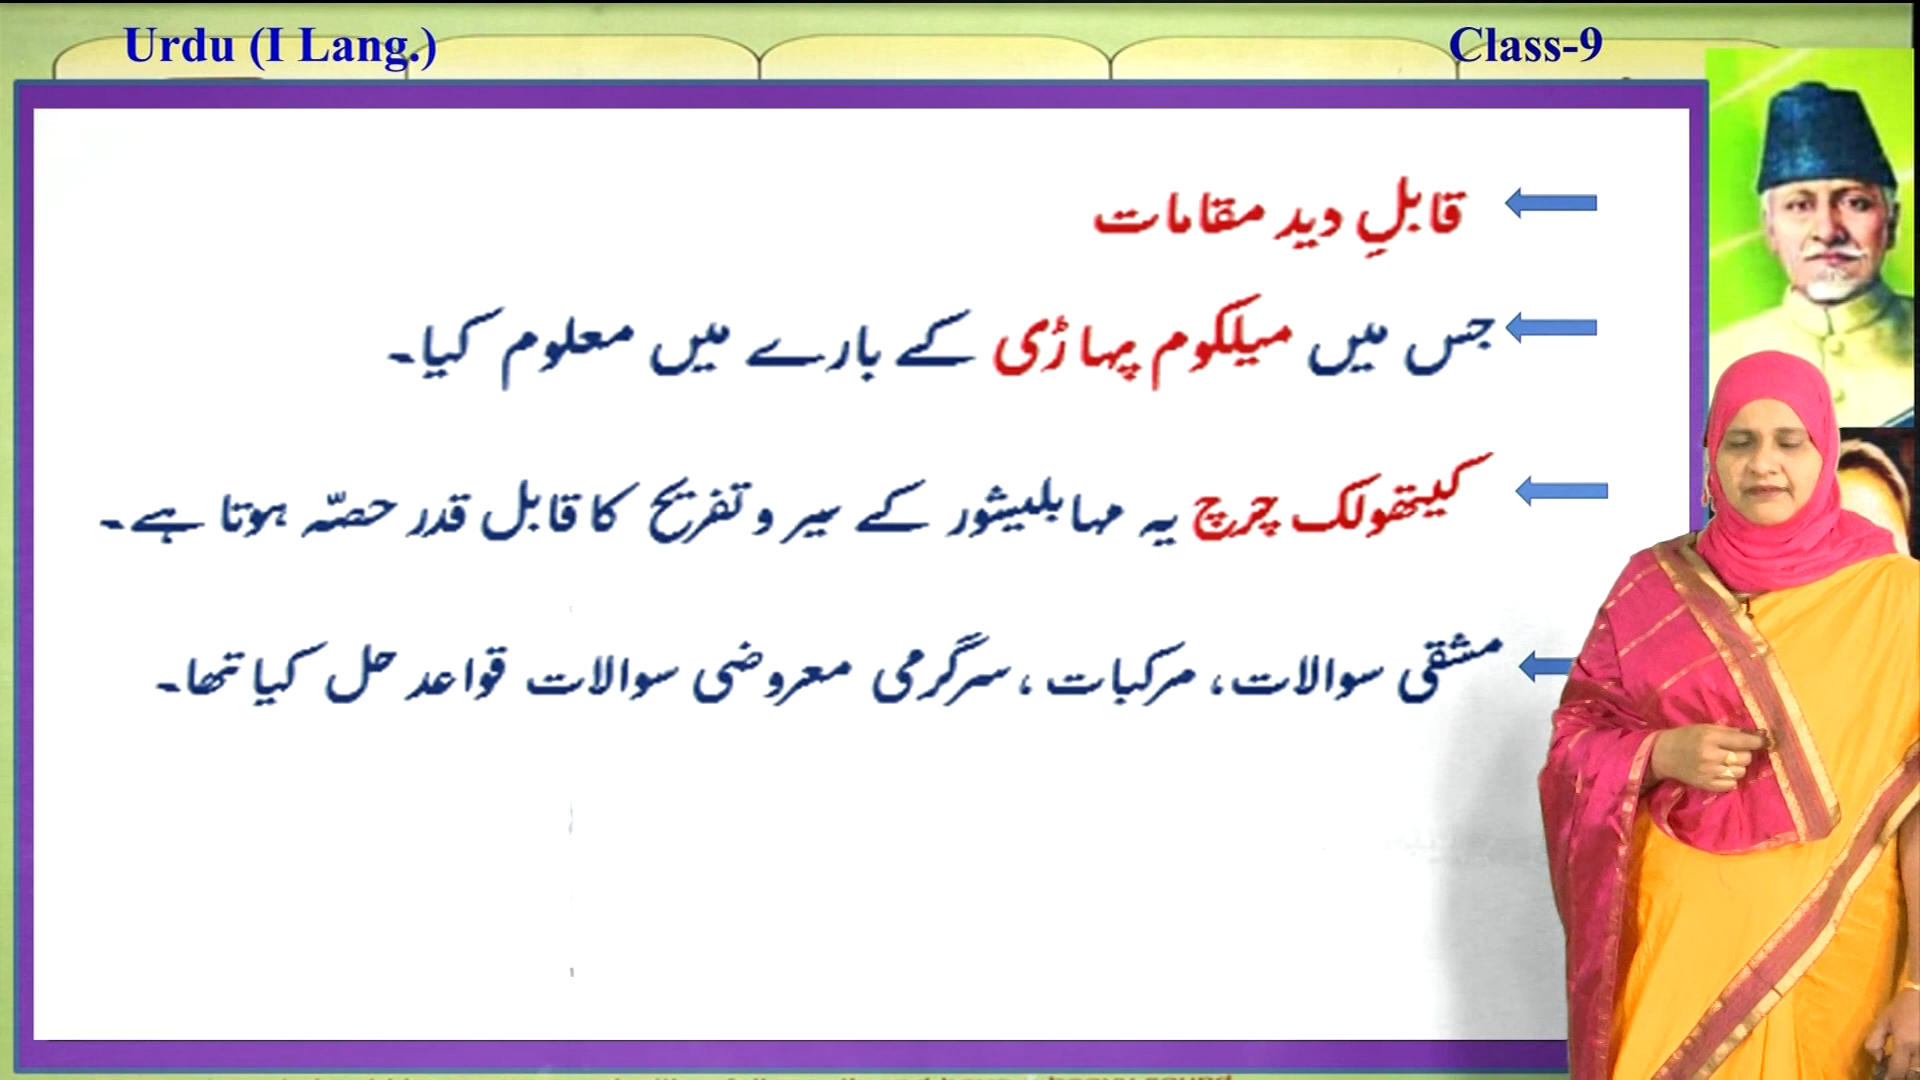 Urdu (I Lang.) Class-9
قابلِ دید مقامات
جس میں میلکوم پہاڑی کے بارے میں معلوم کیا۔
کیتھولک چرچ یہ مہابلیشور کے سیر و تفریح کا قابل قدر حصّہ ہوتا ہے۔
مشقی سوالات، مرکبات، سرگرمی معروضی سوالات قواعد حل کیا تھا۔